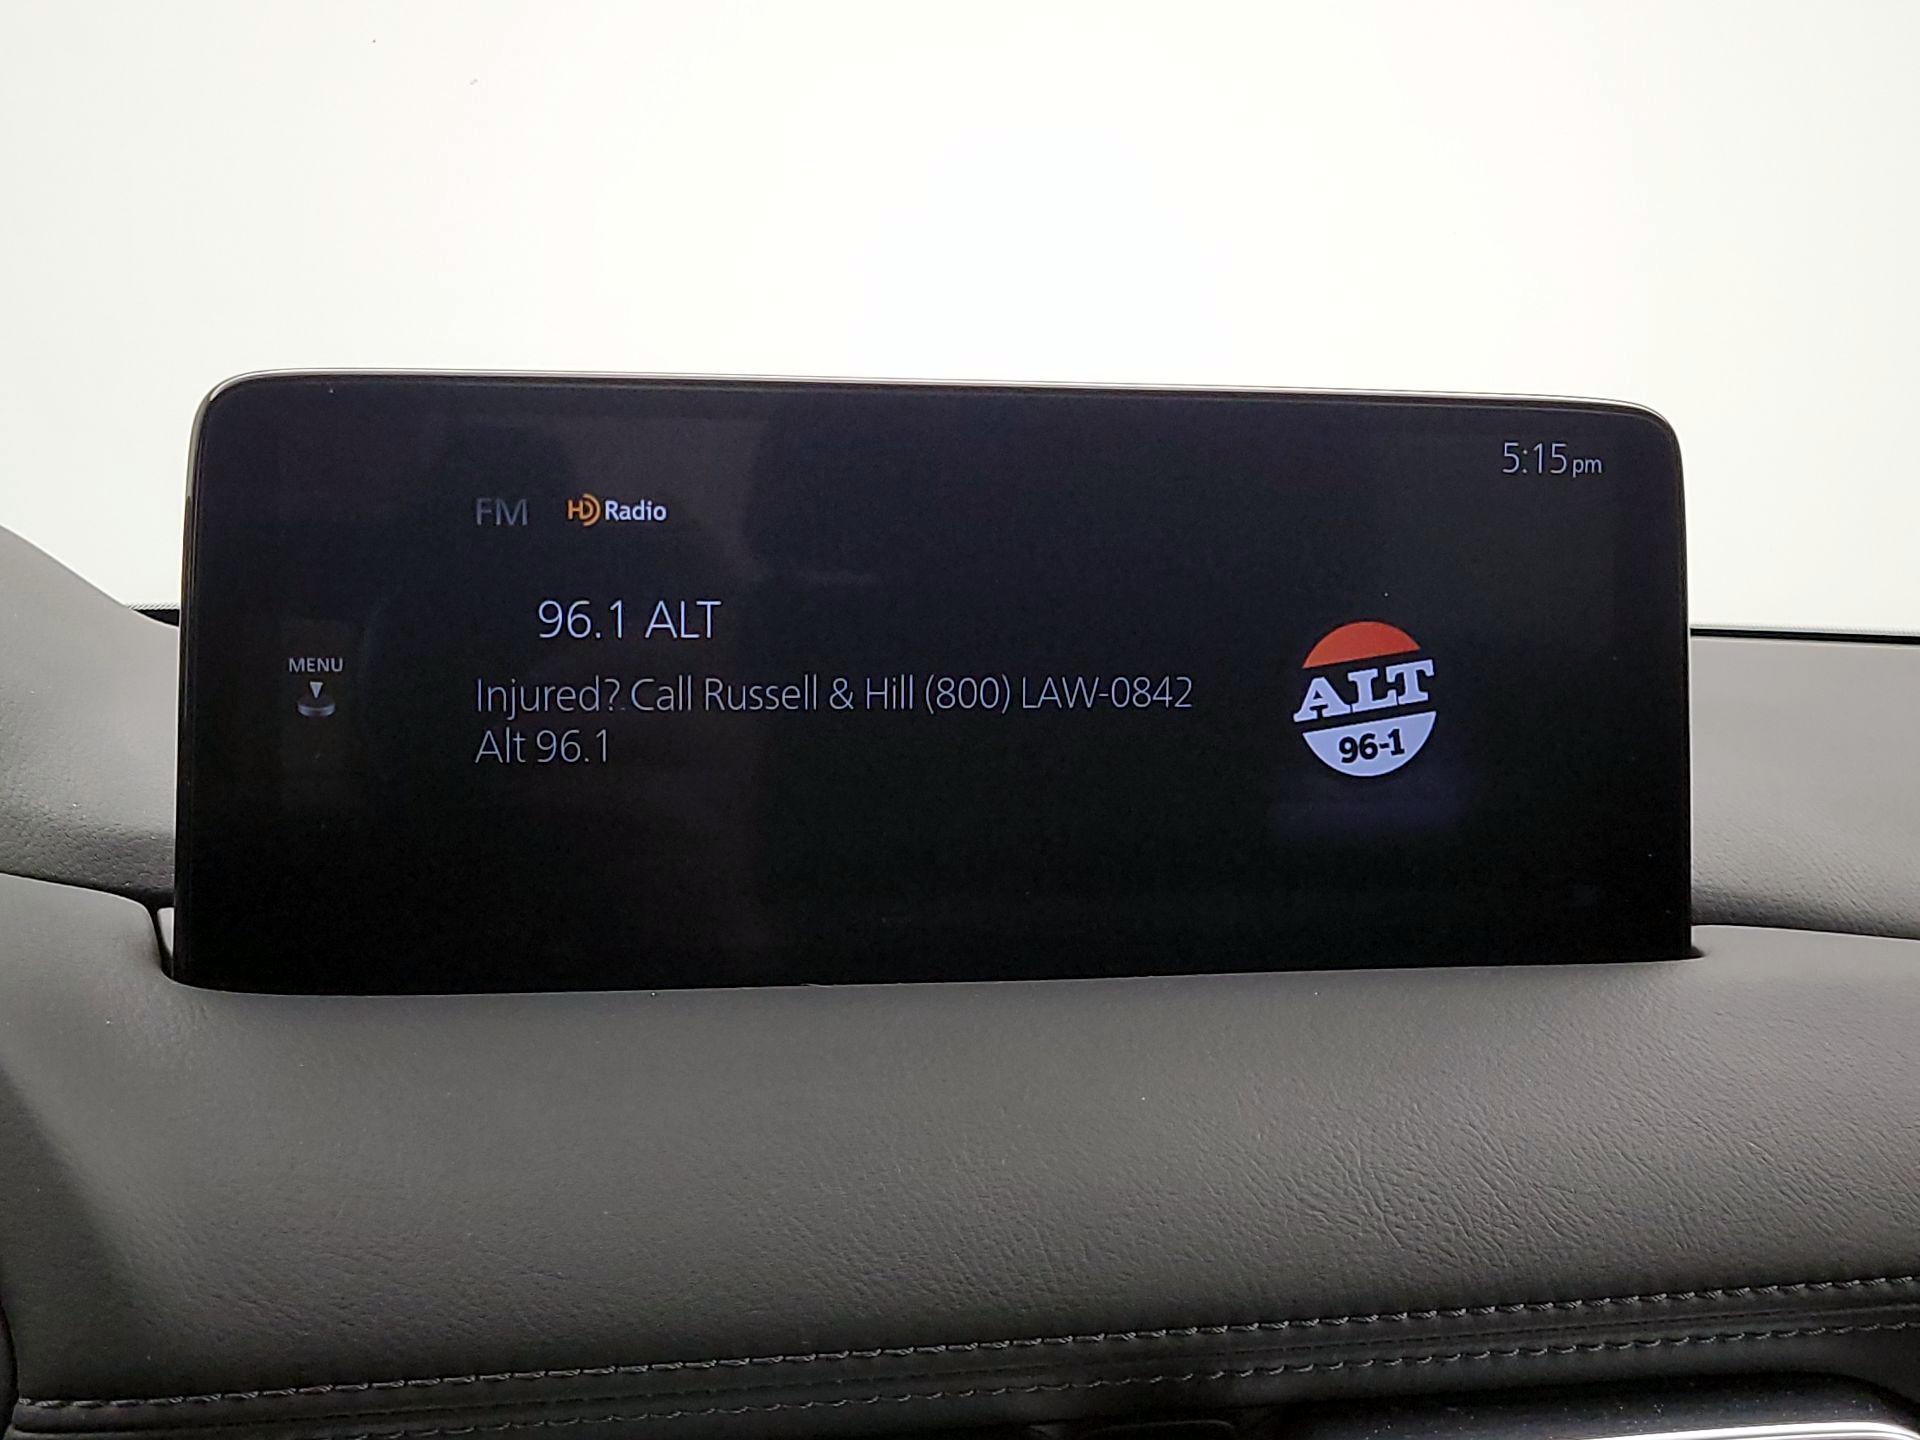 5:15pm
FM HD Radio
96.1 ALT
MENU
Injured? Call Russell & Hill (800) LAW-0842
Alt 96.1
ALT
96-1